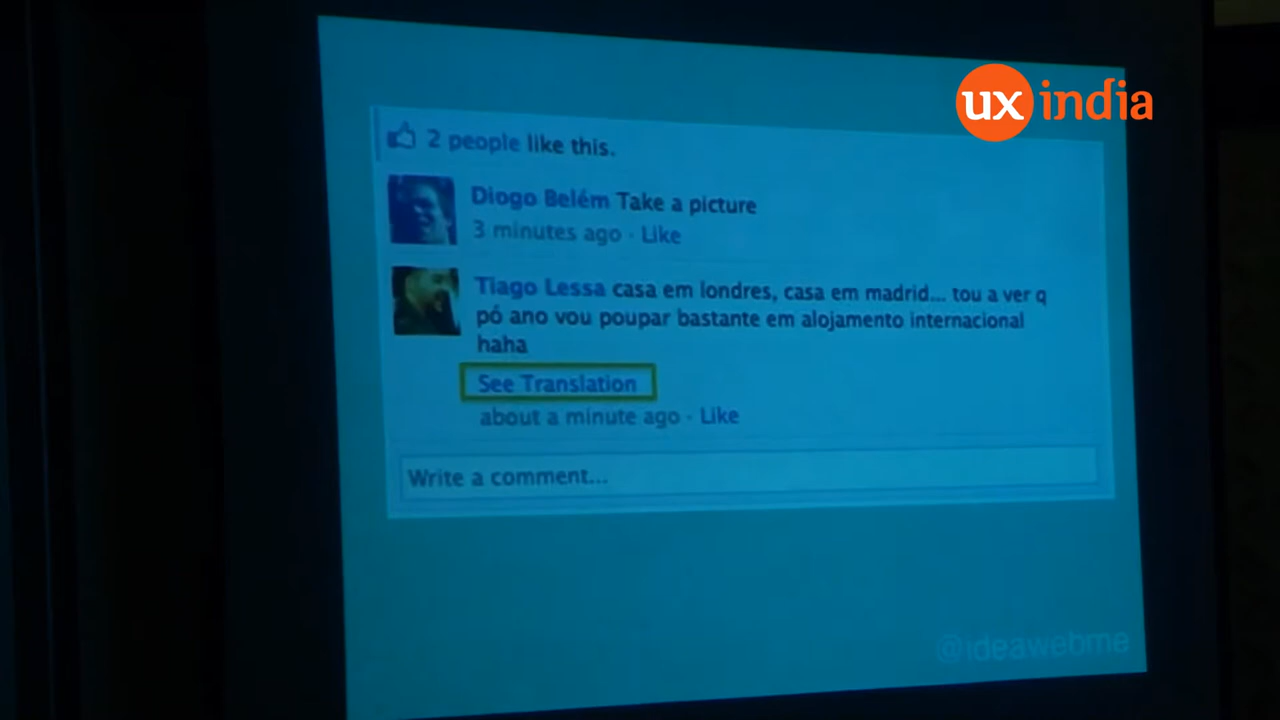 ux india
2 people like this.
Diogo Belém Take a picture
3 minutes ago · Like
Tiago Lessa casa em londres, casa em madrid... tou a ver q
pó ano vou poupar bastante em alojamento internacional
haha
See Translation
about a minute ago · Like
Write a comment...
@ideawebme